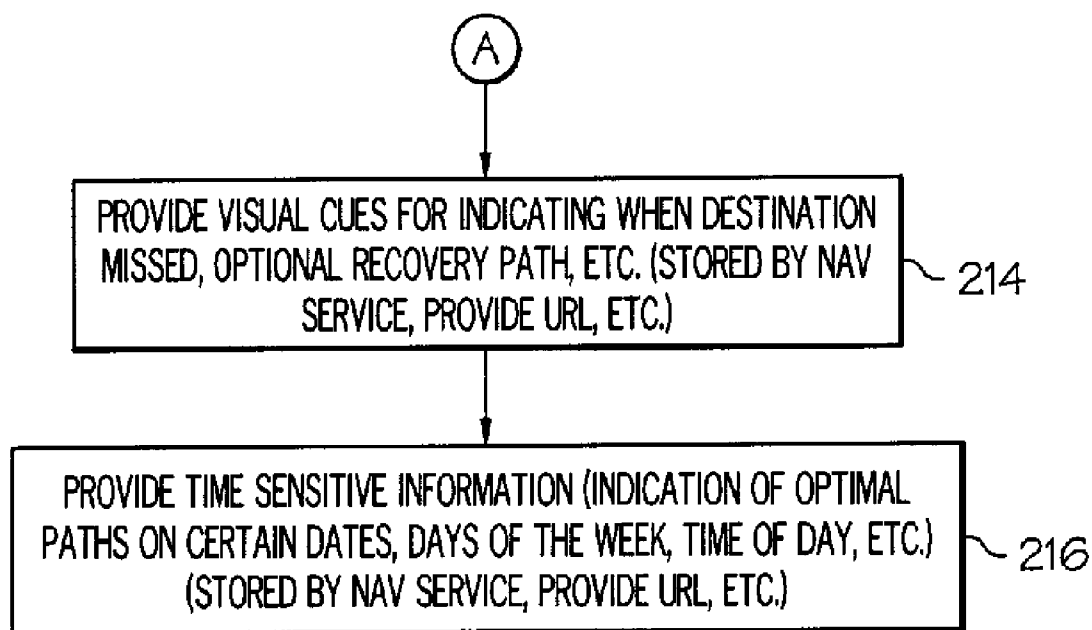 A
PROVIDE VISUAL CUES FOR INDICATING WHEN DESTINATION
MISSED, OPTIONAL RECOVERY PATH, ETC. (STORED BY NAV
SERVICE, PROVIDE URL, ETC.)
214
PROVIDE TIME SENSITIVE INFORMATION (INDICATION OF OPTIMAL
PATHS ON CERTAIN DATES, DAYS OF THE WEEK, TIME OF DAY, ETC.)
(STORED BY NAV SERVICE, PROVIDE URL, ETC.)
216